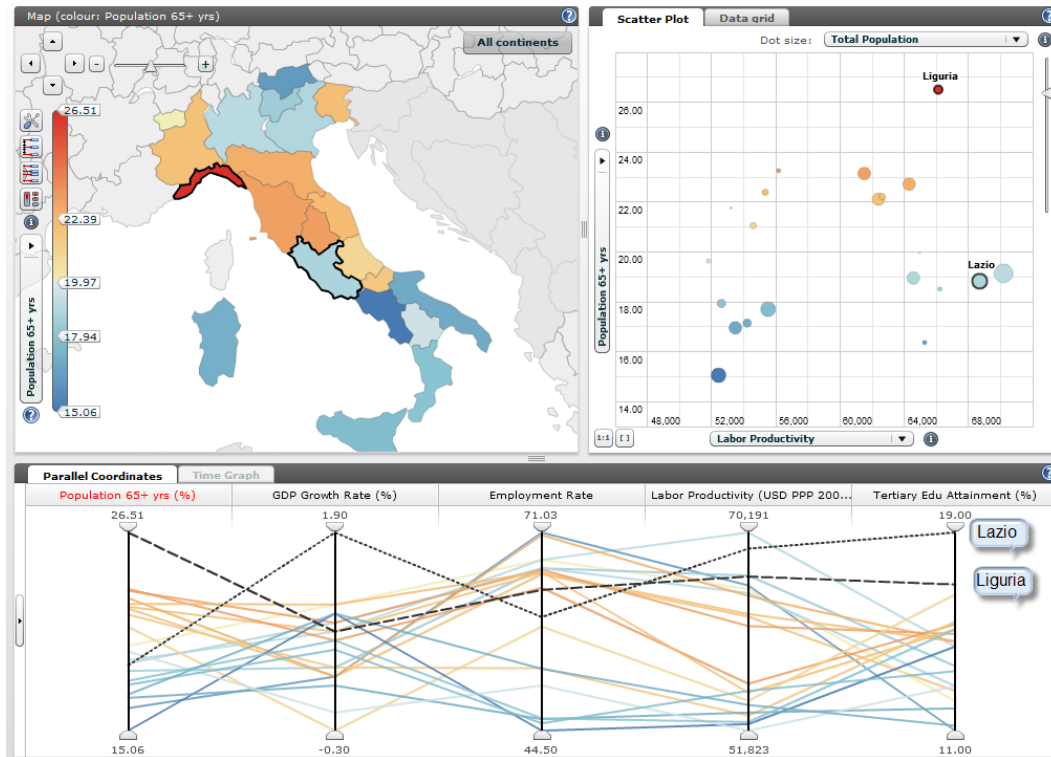 Map (colour: Population 65+ yrs)
All continents
26.51
22.39
19.97
17.94
15.06
Population 65+ yrs
Scatter Plot
Data grid
Dot size:
Total Population
Liguria
Lazio
26.00
24.00
22.00
20.00
18.00
16.00
14.00
48,000
52,000
56,000
60,000
64,000
68,000
Population 65+ yrs
1:1
[ ]
Labor Productivity
Parallel Coordinates
Time Graph
Population 65+ yrs (%)
GDP Growth Rate (%)
Employment Rate
Labor Productivity (USD PPP 200...
Tertiary Edu Attainment (%)
26.51
1.90
71.03
70,191
19.00
Lazio
Liguria
15.06
-0.30
44.50
51,823
11.00